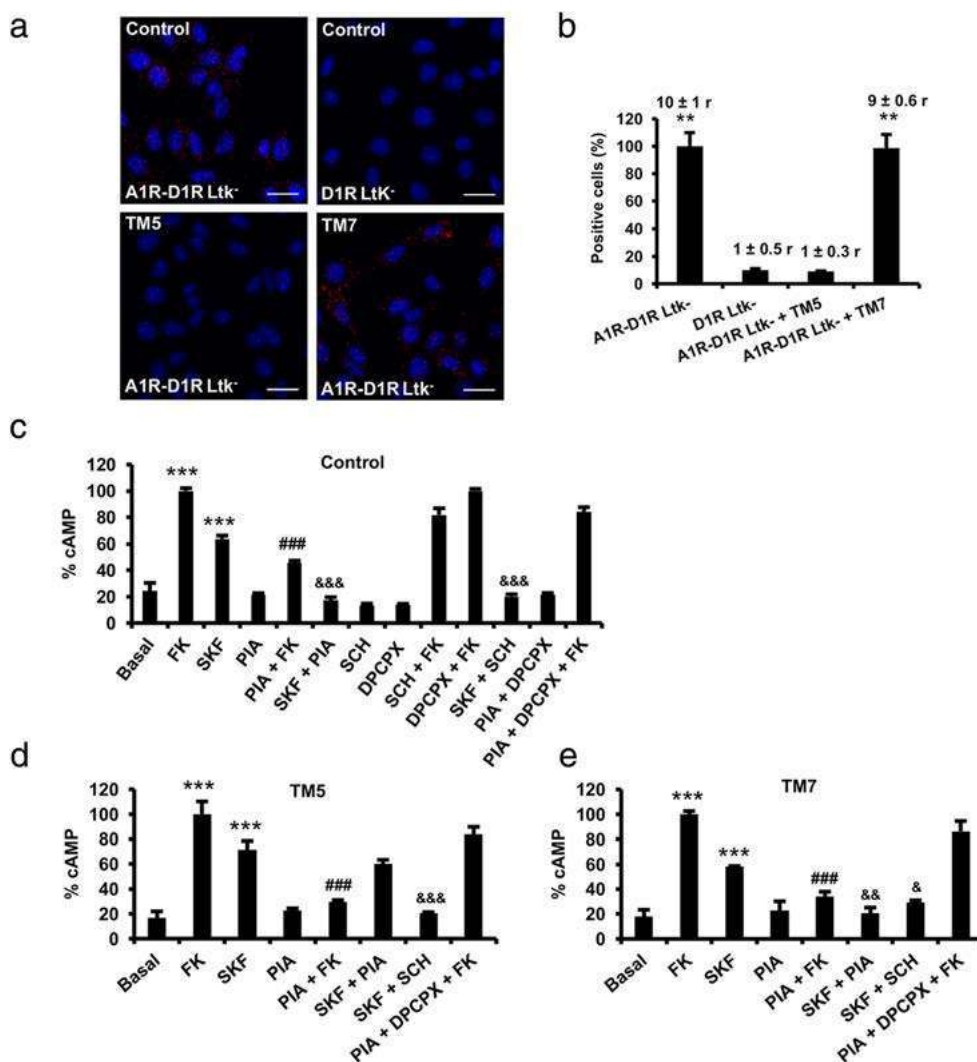 a
Control
A1R-D1R Ltk-
Control
D1R LtK-
TM5
A1R-D1R Ltk-
TM7
A1R-D1R Ltk-
b
Positive cells (%)
120
100
80
60
40
20
0
10 ± 1 r
**
1 ± 0.5 r
1 ± 0.3 r
9 ± 0.6 r
**
A1R-D1R Ltk-
D1R Ltk-
A1R-D1R Ltk- + TM5
A1R-D1R Ltk- + TM7
c
Control
% cAMP
120
100
80
60
40
20
0
***
***
###
&&&
&&&
Basal
FK
SKF
PIA
PIA + FK
SKF + PIA
SCH
DPCPX
SCH + FK
DPCPX + FK
SKF + SCH
PIA + DPCPX
PIA + DPCPX + FK
d
TM5
% cAMP
120
100
80
60
40
20
0
***
***
###
&&&
Basal
FK
SKF
PIA
PIA + FK
SKF + PIA
SKF + SCH
PIA + DPCPX + FK
e
TM7
% cAMP
120
100
80
60
40
20
0
***
***
###
&&
&
Basal
FK
SKF
PIA
PIA + FK
SKF + PIA
SKF + SCH
PIA + DPCPX + FK